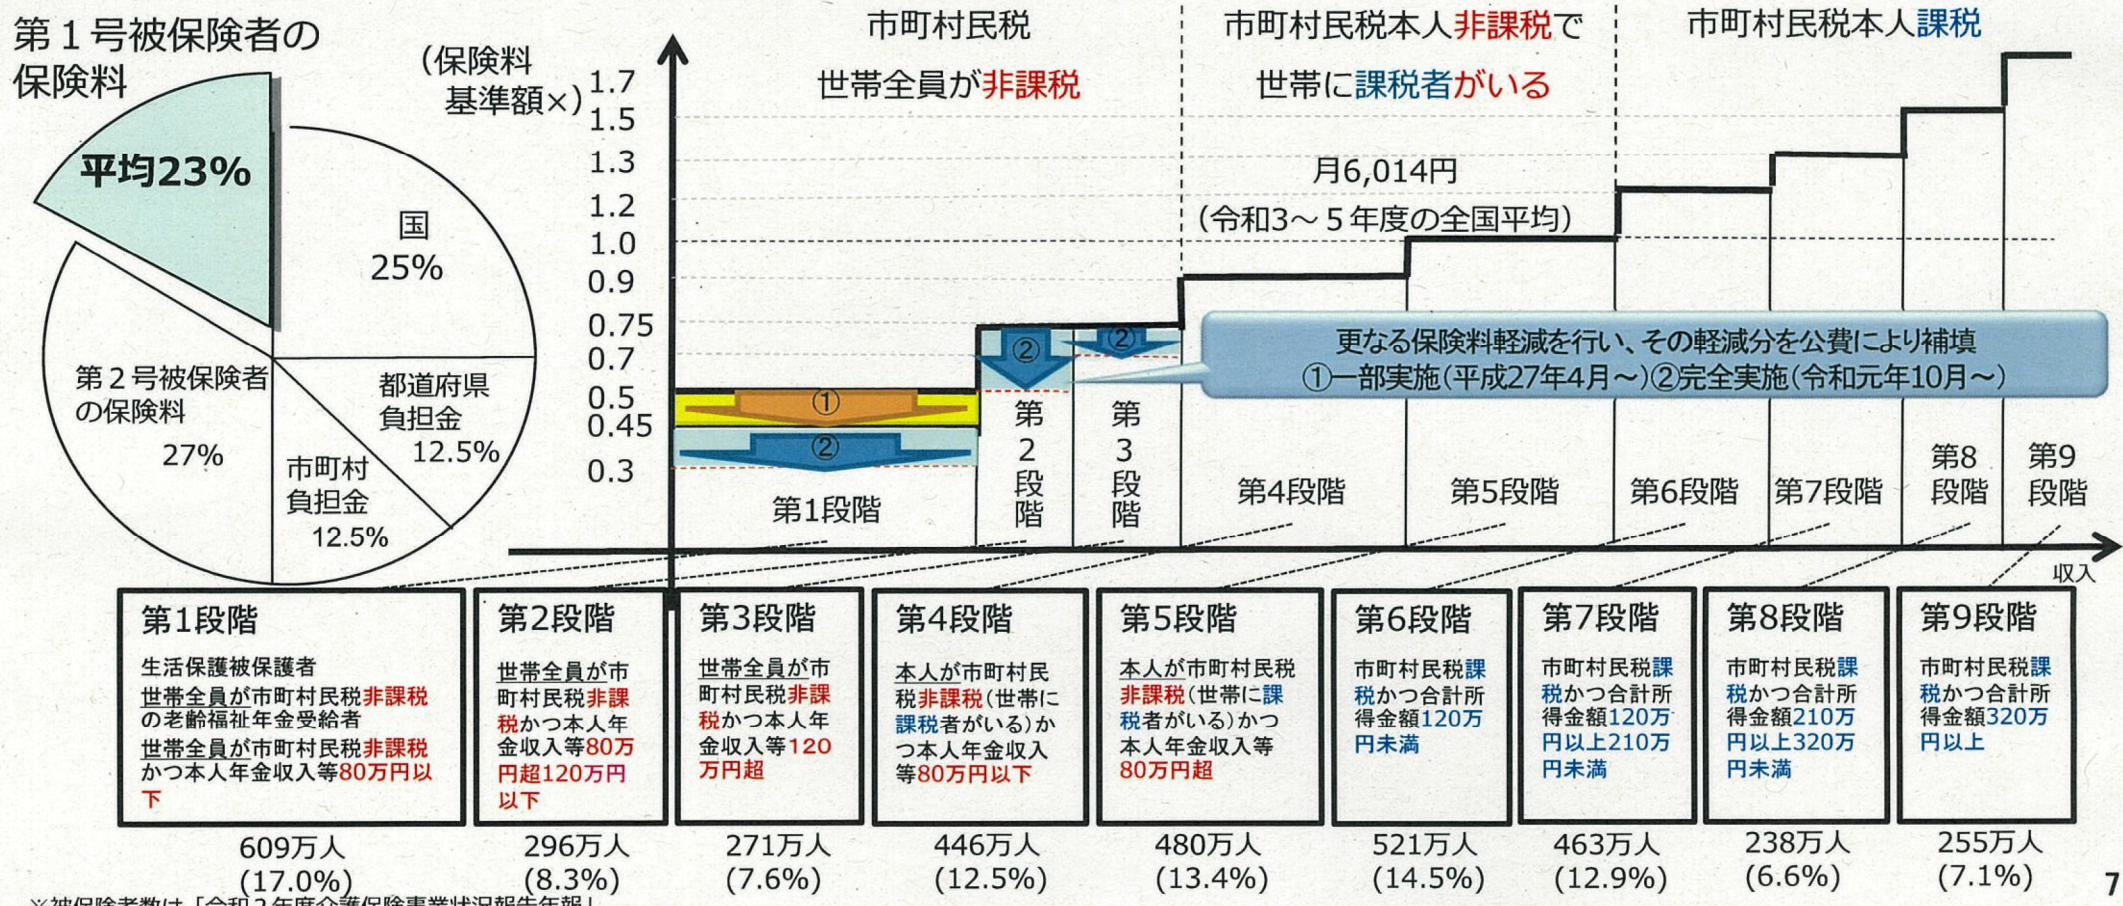 第１号被保険者の
保険料
平均23%
国
25%
都道府県
負担金
12.5%
市町村
負担金
12.5%
第２号被保険者
の保険料
27%
（保険料
基準額×）
1.7
1.5
1.3
1.2
1.0
0.9
0.75
0.7
0.5
0.45
0.3
市町村民税
世帯全員が非課税
市町村民税本人非課税で
世帯に課税者がいる
市町村民税本人課税
月6,014円
（令和3～５年度の全国平均）
更なる保険料軽減を行い、その軽減分を公費により補填
①一部実施（平成27年4月～）②完全実施（令和元年10月～）
①
②
②
②
第1段階
第2段階
第3段階
第4段階
第5段階
第6段階
第7段階
第8
段階
第9
段階
収入
第1段階
生活保護被保護者
世帯全員が市町村民税非課税
の老齢福祉年金受給者
世帯全員が市町村民税非課税
かつ本人年金収入等80万円以
下
609万人
(17.0%)
第2段階
世帯全員が市
町村民税非課
税かつ本人年
金収入等80万
円超120万円
以下
296万人
(8.3%)
第3段階
世帯全員が市
町村民税非課
税かつ本人年
金収入等120
万円超
271万人
(7.6%)
第4段階
本人が市町村民
税非課税（世帯に
課税者がいる）か
つ本人年金収入
等80万円以下
446万人
(12.5%)
第5段階
本人が市町村民税
非課税（世帯に課
税者がいる）かつ
本人年金収入等
80万円超
480万人
(13.4%)
第6段階
市町村民税課
税かつ合計所
得金額120万
円未満
521万人
(14.5%)
第7段階
市町村民税課
税かつ合計所
得金額120万
円以上210万
円未満
463万人
(12.9%)
第8段階
市町村民税課
税かつ合計所
得金額210万
円以上320万
円未満
238万人
(6.6%)
第9段階
市町村民税課
税かつ合計所
得金額320万
円以上
255万人
(7.1%)
7
※被保険者数は「令和２年度介護保険事業状況報告年報」